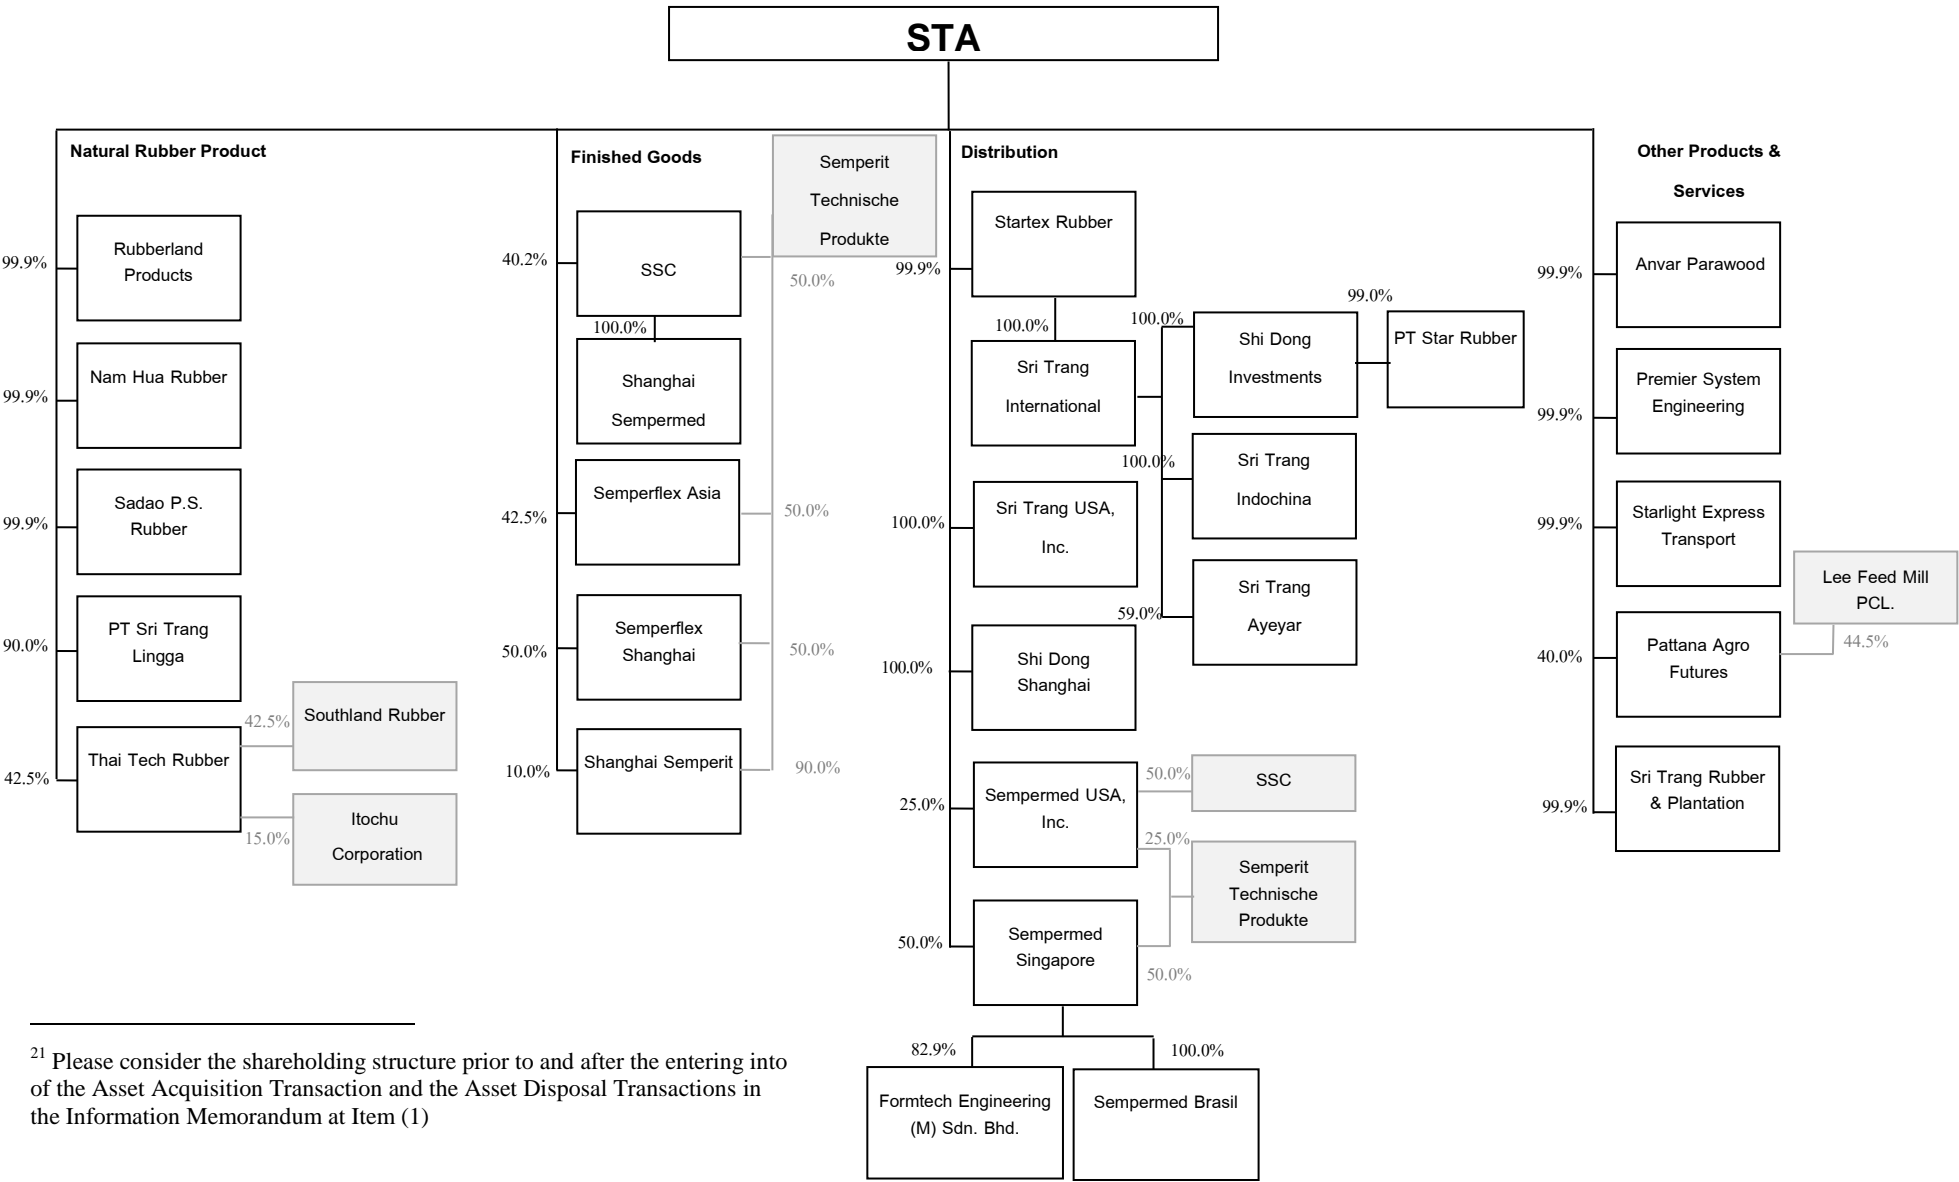 STA
Natural Rubber Product
99.9%
Rubberland
Products
99.9%
Nam Hua Rubber
99.9%
Sadao P.S.
Rubber
90.0%
PT Sri Trang
Lingga
42.5%
Thai Tech Rubber
42.5%
Southland Rubber
15.0%
Itochu
Corporation
Finished Goods
Semperit
Technische
Produkte
40.2%
SSC
50.0%
100.0%
Shanghai
Sempermed
42.5%
Semperflex Asia
50.0%
50.0%
Semperflex
Shanghai
50.0%
10.0%
Shanghai Semperit
90.0%
Distribution
99.9%
Startex Rubber
100.0%
Sri Trang
International
100.0%
Shi Dong
Investments
99.0%
PT Star Rubber
100.0%
Sri Trang
Indochina
59.0%
Sri Trang
Ayeyar
100.0%
Sri Trang USA,
Inc.
100.0%
Shi Dong
Shanghai
25.0%
Sempermed USA,
Inc.
50.0%
SSC
25.0%
Semperit
Technische
Produkte
50.0%
Sempermed
Singapore
50.0%
82.9%
Formtech Engineering
(M) Sdn. Bhd.
100.0%
Sempermed Brasil
Other Products &
Services
99.9%
Anvar Parawood
99.9%
Premier System
Engineering
99.9%
Starlight Express
Transport
Lee Feed Mill
PCL.
44.5%
40.0%
Pattana Agro
Futures
99.9%
Sri Trang Rubber
& Plantation
21 Please consider the shareholding structure prior to and after the entering into
of the Asset Acquisition Transaction and the Asset Disposal Transactions in
the Information Memorandum at Item (1)